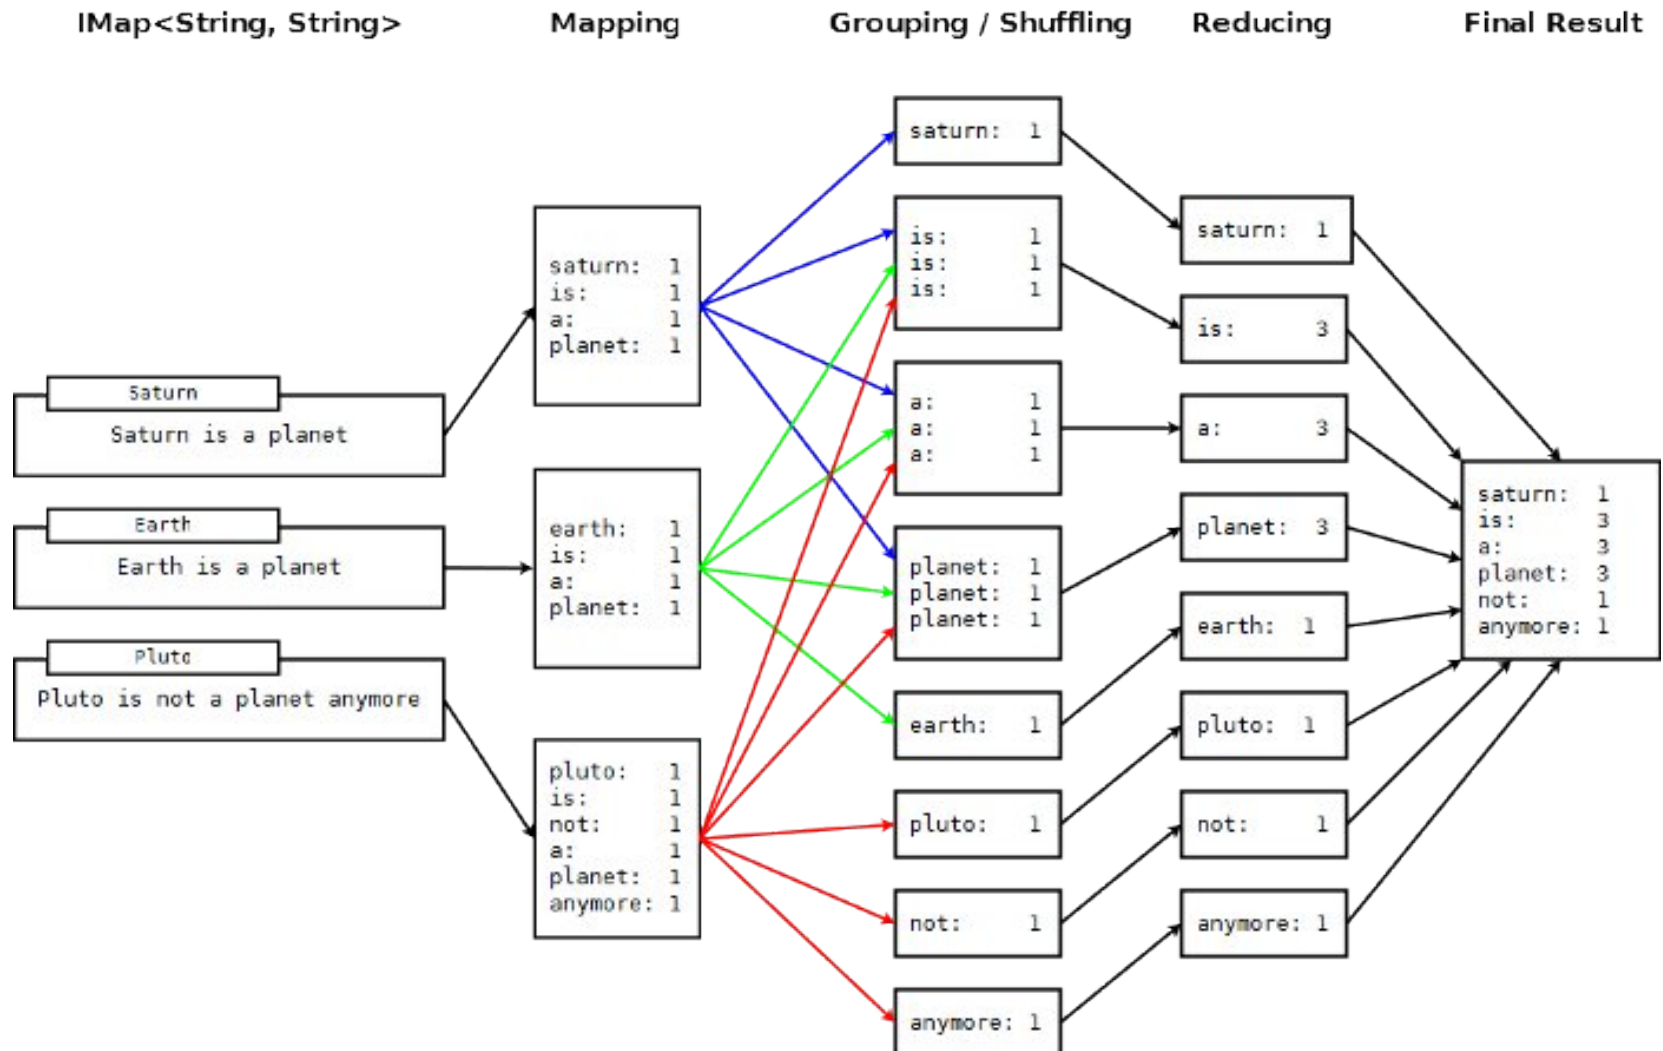 IMap<String, String>
Mapping
Grouping / Shuffling
Reducing
Final Result
Saturn
Saturn is a planet
Earth
Earth is a planet
Pluto
Pluto is not a planet anymore
saturn: 1
is: 1
a: 1
planet: 1
earth: 1
is: 1
a: 1
planet: 1
pluto: 1
is: 1
not: 1
a: 1
planet: 1
anymore: 1
saturn: 1
is: 1
is: 1
is: 1
a: 1
a: 1
a: 1
planet: 1
planet: 1
planet: 1
earth: 1
pluto: 1
not: 1
anymore: 1
saturn: 1
is: 3
a: 3
planet: 3
earth: 1
pluto: 1
not: 1
anymore: 1
saturn: 1
is: 3
a: 3
planet: 3
not: 1
anymore: 1